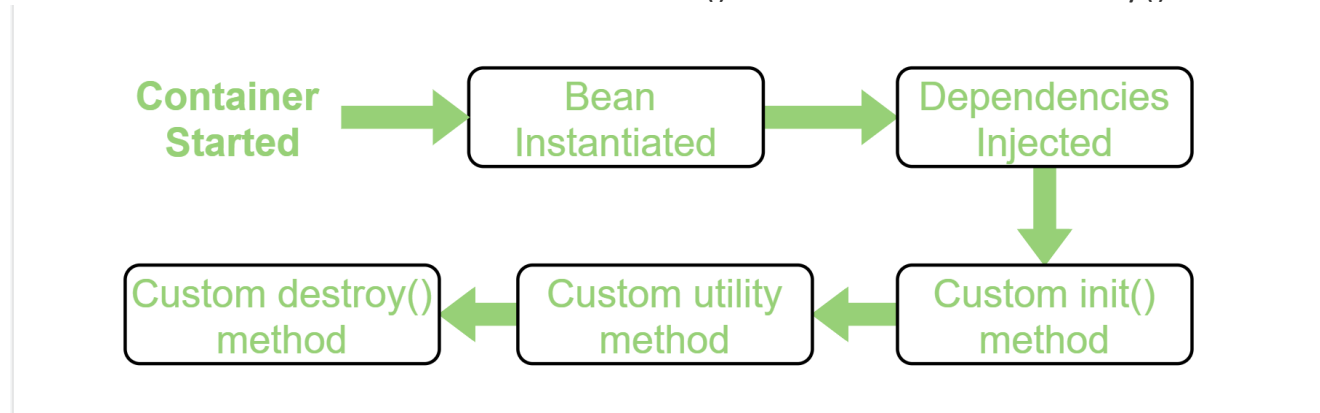 Container
Started
Bean
Instantiated
Dependencies
Injected
Custom init()
method
Custom utility
method
Custom destroy()
method